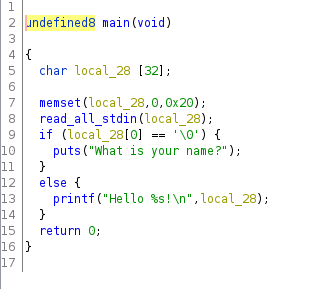 1
2 undefined8 main(void)
3
4 {
5   char local_28 [32];
6
7   memset(local_28,0,0x20);
8   read_all_stdin(local_28);
9   if (local_28[0] == '\0') {
10     puts("What is your name?");
11   }
12   else {
13     printf("Hello %s!\n",local_28);
14   }
15   return 0;
16 }
17